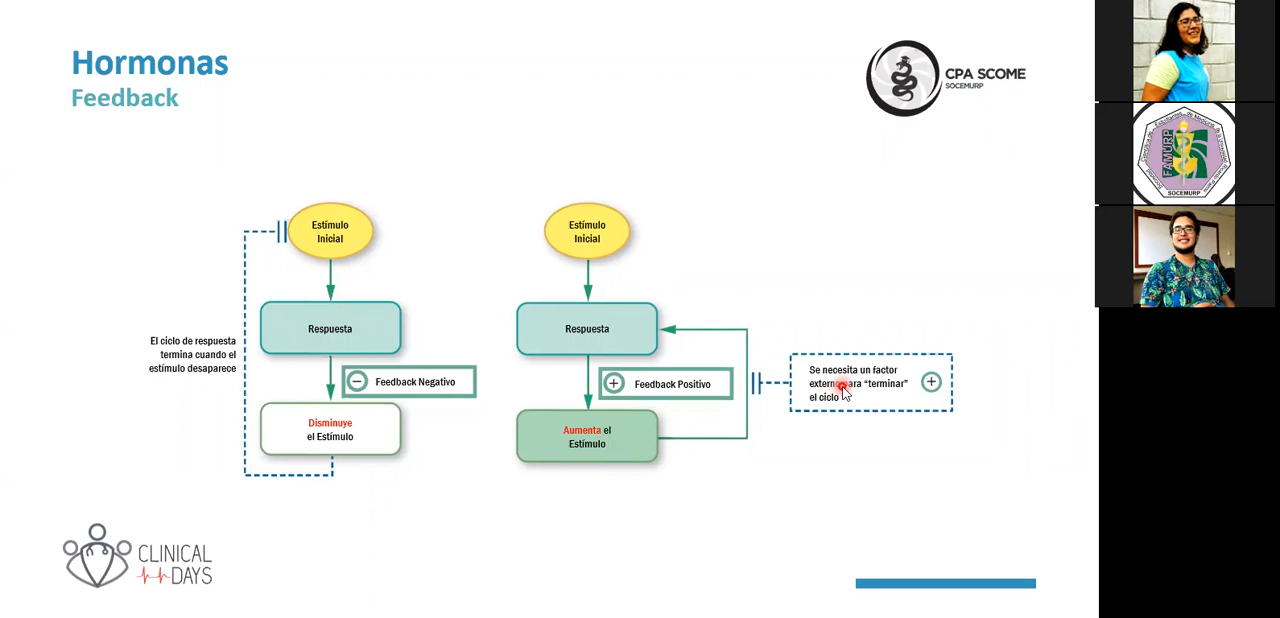 Hormonas
Feedback
CPA SCOME
SOCEMURP
Estímulo
Inicial
Respuesta
El ciclo de respuesta
termina cuando el
estímulo desaparece
Feedback Negativo
Disminuye
el Estímulo
Estímulo
Inicial
Respuesta
Feedback Positivo
Aumenta el
Estímulo
Se necesita un factor
externo para “terminar”
el ciclo
CLINICAL
DAYS
FAMURP
SOCEMURP